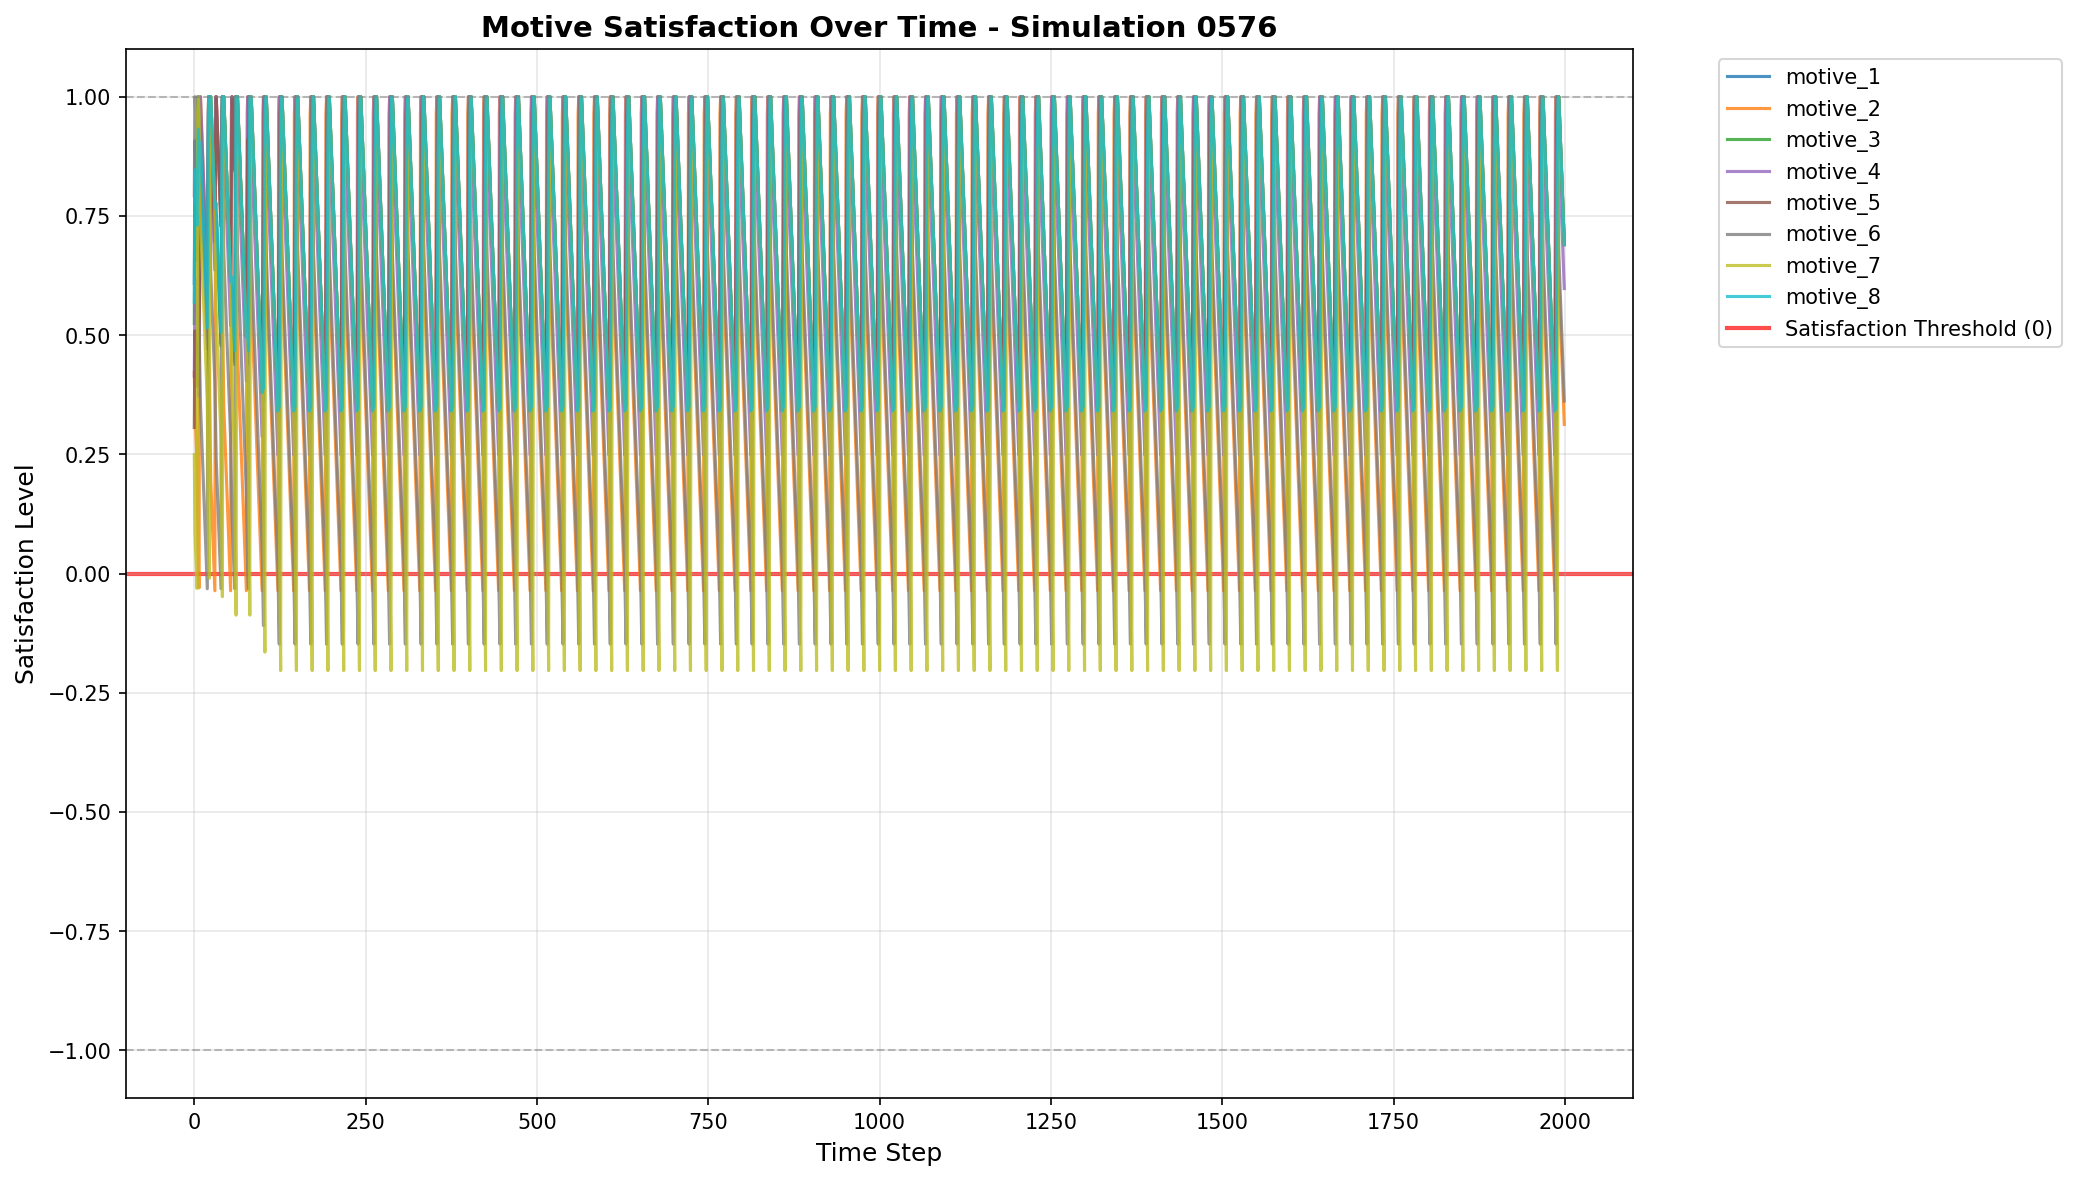 Motive Satisfaction Over Time - Simulation 0576
motive_1
motive_2
motive_3
motive_4
motive_5
motive_6
motive_7
motive_8
Satisfaction Threshold (0)
Satisfaction Level
1.00
0.75
0.50
0.25
0.00
−0.25
−0.50
−0.75
−1.00
0 250 500 750 1000 1250 1500 1750 2000
Time Step